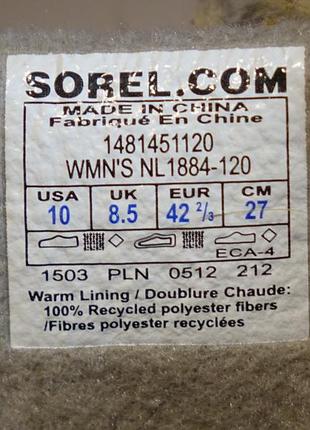 SOREL.COM
MADE IN CHINA
Fabriqué En Chine
1481451120
WMN'S NL1884-120
USA UK EUR CM
10 8.5 42 2/3 27
ECA-4
1503 PLN 0512 212
Warm Lining / Doublure Chaude:
100% Recycled polyester fibers
/Fibres polyester recyclées